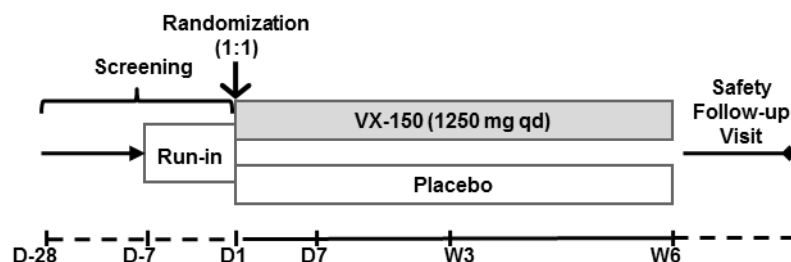 Randomization
(1:1)
Screening
Safety
Follow-up
Visit
VX-150 (1250 mg qd)
Run-in
Placebo
D-28 D-7 D1 D7 W3 W6